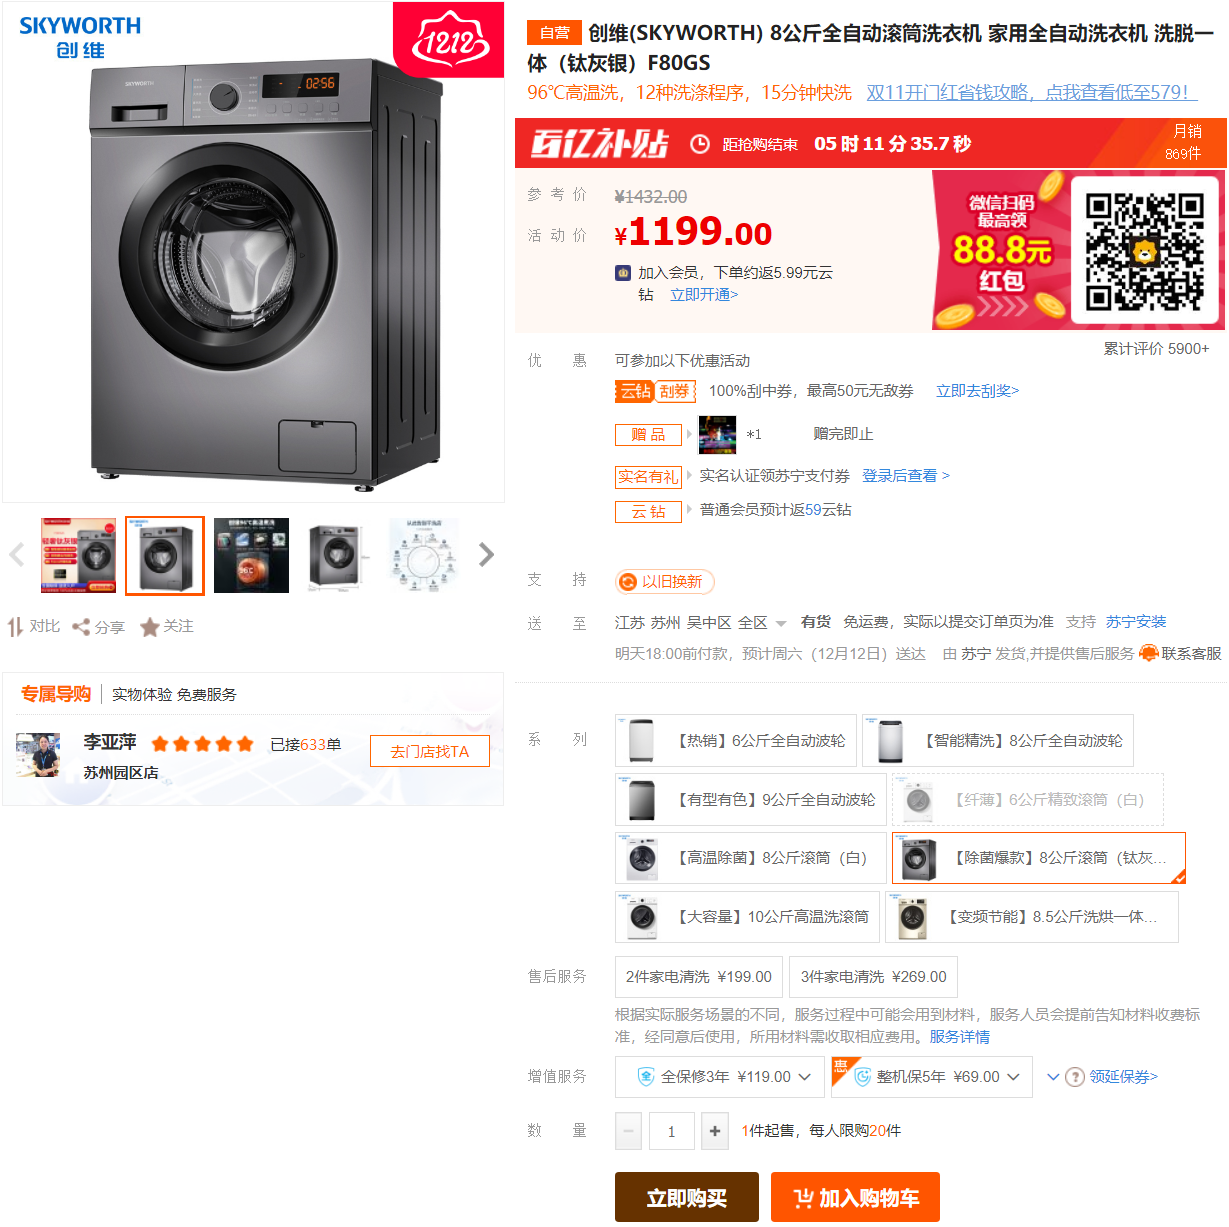 SKYWORTH
创维
1212
SKYWORTH
02:56
对比 分享 关注
专属导购 实物体验 免费服务
李亚萍 已接633单
苏州园区店
去门店找TA
自营 创维(SKYWORTH) 8公斤全自动滚筒洗衣机 家用全自动洗衣机 洗脱一
体（钛灰银）F80GS
96℃高温洗，12种洗涤程序，15分钟快洗 双11开门红省钱攻略，点我查看低至579！
百亿补贴 距抢购结束 05 时 11 分 35.7 秒
月销
869件
参考价 ¥1432.00
活动价 ¥1199.00
加入会员，下单约返5.99元云
钻 立即开通>
微信扫码
最高领
88.8元
红包
累计评价 5900+
优惠 可参加以下优惠活动
云钻 刮券 100%刮中券，最高50元无敌券 立即去刮奖>
赠品 *1 赠完即止
实名有礼 实名认证领苏宁支付券 登录后查看 >
云钻 普通会员预计返59云钻
支持 以旧换新
送至 江苏 苏州 吴中区 全区 有货 免运费，实际以提交订单页为准 支持 苏宁安装
明天18:00前付款，预计周六（12月12日）送达 由 苏宁 发货,并提供售后服务 联系客服
系列 【热销】6公斤全自动波轮 【智能精洗】8公斤全自动波轮
【有型有色】9公斤全自动波轮 【纤薄】6公斤精致滚筒（白）
【高温除菌】8公斤滚筒（白） 【除菌爆款】8公斤滚筒（钛灰...
【大容量】10公斤高温洗滚筒 【变频节能】8.5公斤洗烘一体...
售后服务 2件家电清洗 ¥199.00 3件家电清洗 ¥269.00
根据实际服务场景的不同，服务过程中可能会用到材料，服务人员会提前告知材料收费标
准，经同意后使用，所用材料需收取相应费用。服务详情
增值服务 全保修3年 ¥119.00 惠 整机保5年 ¥69.00 ? 领延保券>
数量 − 1 + 1件起售，每人限购20件
立即购买 加入购物车